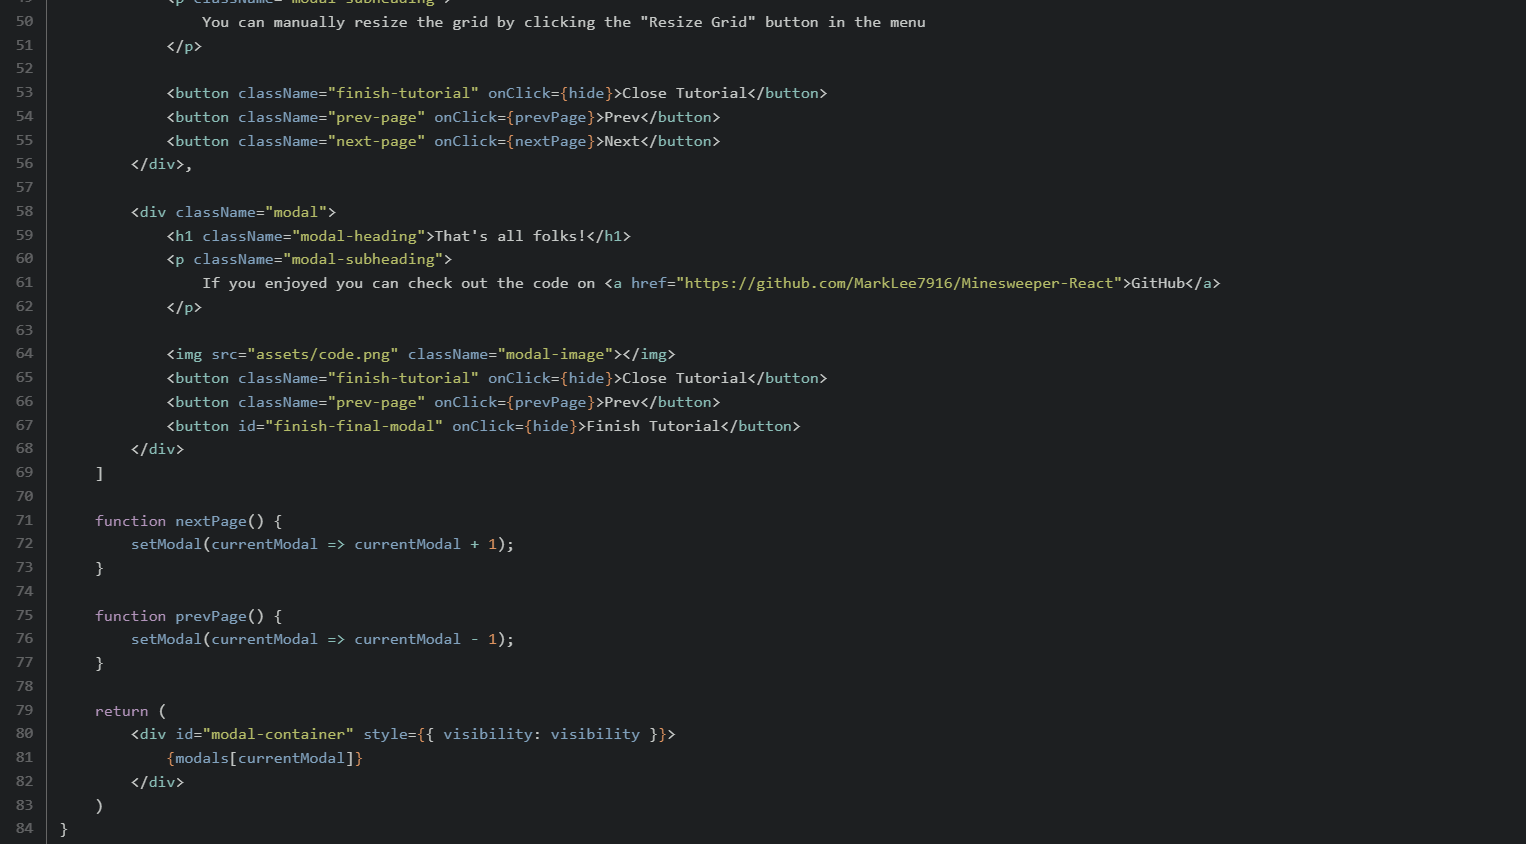 49 <p className="modal-subheading">
50 You can manually resize the grid by clicking the "Resize Grid" button in the menu
51 </p>
52
53 <button className="finish-tutorial" onClick={hide}>Close Tutorial</button>
54 <button className="prev-page" onClick={prevPage}>Prev</button>
55 <button className="next-page" onClick={nextPage}>Next</button>
56 </div>,
57
58 <div className="modal">
59 <h1 className="modal-heading">That's all folks!</h1>
60 <p className="modal-subheading">
61 If you enjoyed you can check out the code on <a href="https://github.com/MarkLee7916/Minesweeper-React">GitHub</a>
62 </p>
63
64 <img src="assets/code.png" className="modal-image"></img>
65 <button className="finish-tutorial" onClick={hide}>Close Tutorial</button>
66 <button className="prev-page" onClick={prevPage}>Prev</button>
67 <button id="finish-final-modal" onClick={hide}>Finish Tutorial</button>
68 </div>
69 ]
70
71 function nextPage() {
72 setModal(currentModal => currentModal + 1);
73 }
74
75 function prevPage() {
76 setModal(currentModal => currentModal - 1);
77 }
78
79 return (
80 <div id="modal-container" style={{ visibility: visibility }}>
81 {modals[currentModal]}
82 </div>
83 )
84 }